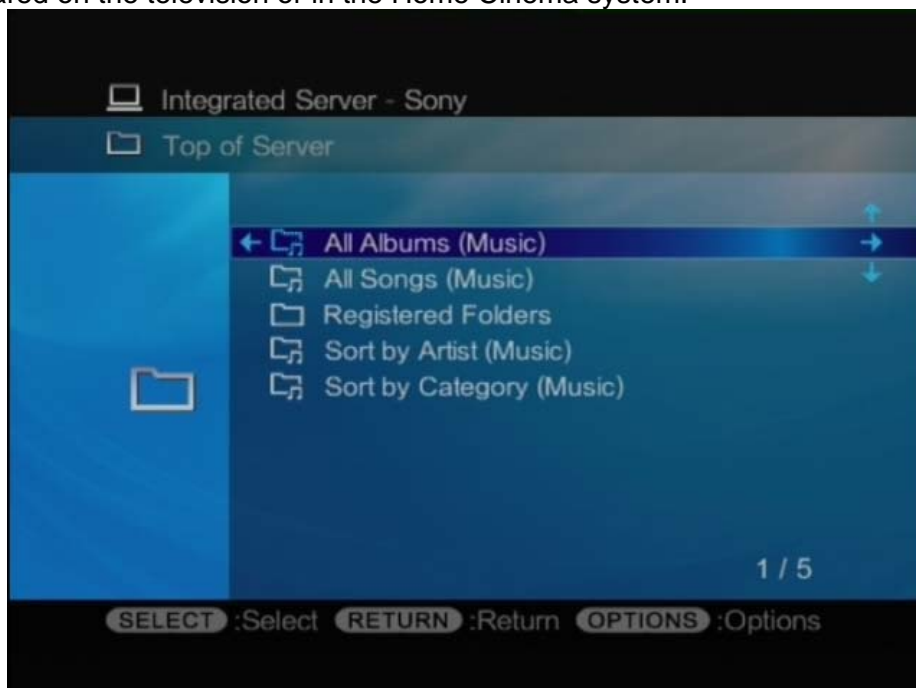 on the television or in the Home Cinema system.
Integrated Server - Sony
Top of Server
All Albums (Music)
All Songs (Music)
Registered Folders
Sort by Artist (Music)
Sort by Category (Music)
1 / 5
SELECT :Select RETURN :Return OPTIONS :Options